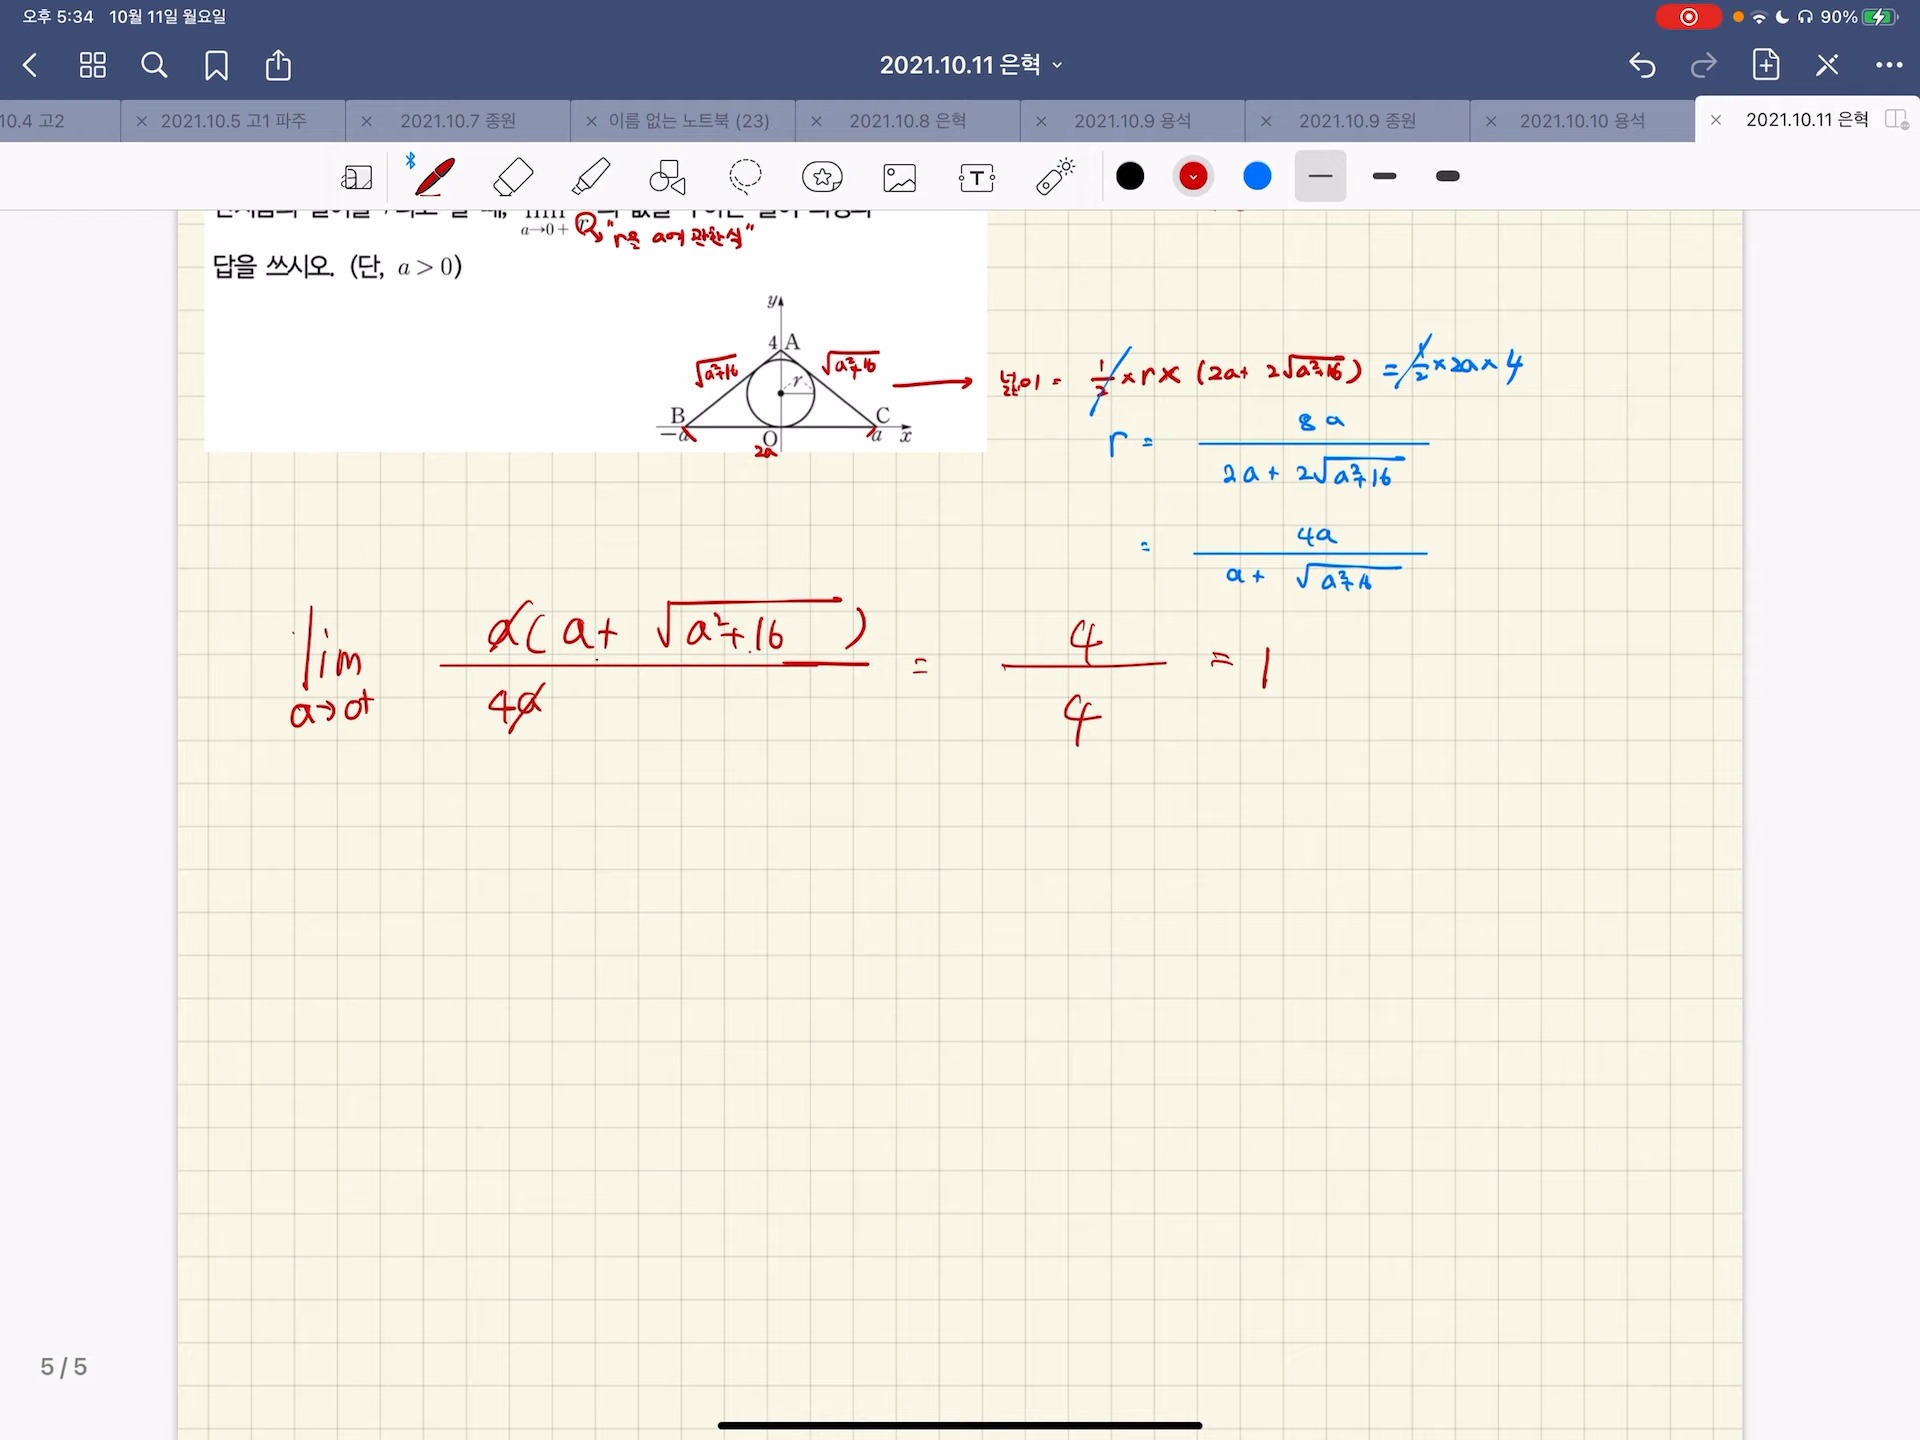 오후 5:34 10월 11일 월요일 90%
2021.10.11 은혁
10.4 고2 2021.10.5 고1 파주 2021.10.7 종원 이름 없는 노트북 (23) 2021.10.8 은혁 2021.10.9 용석 2021.10.9 종원 2021.10.10 용석 2021.10.11 은혁
a→0+ "r을 a에 관한식"
답을 쓰시오. (단, a > 0)
y
4 A
√a²+16 √a²+16
r
B C
−a O a x
2a
넓이 = 1/2 × r × (2a + 2√a²+16) = 1/2 × 2a × 4
r = 8a / 2a + 2√a²+16
= 4a / a + √a²+16
lim a→0+ a(a + √a²+16) / 4a = 4 / 4 = 1
5 / 5